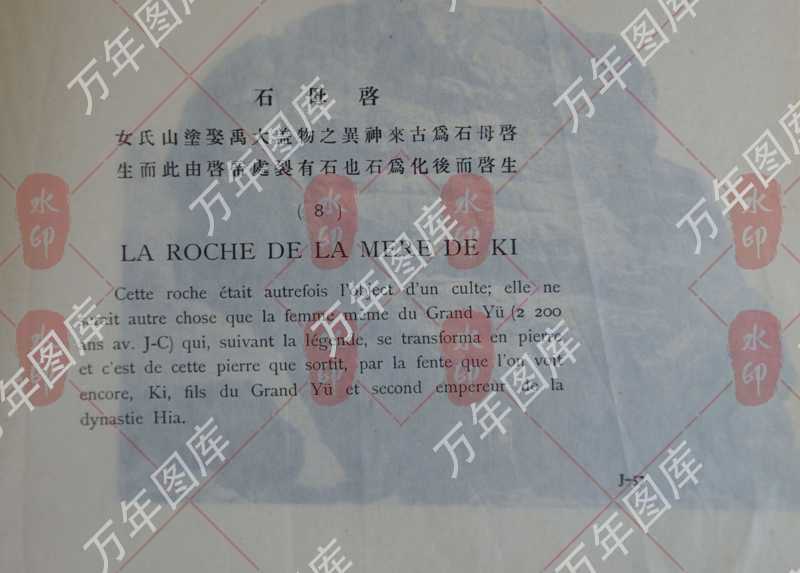 啓母石
啓母石爲古來神異之物盖大禹娶塗山氏女
生啓而後化爲石也石有裂處帝啓由此而生
( 8 )
LA ROCHE DE LA MERE DE KI
Cette roche était autrefois l'object d'un culte; elle ne
serait autre chose que la femme même du Grand Yü (2 200
ans av. J-C) qui, suivant la légende, se transforma en pierre
et c'est de cette pierre que sortit, par la fente que l'on voit
encore, Ki, fils du Grand Yü et second empereur de la
dynastie Hia.
J-57
万年图库
水印